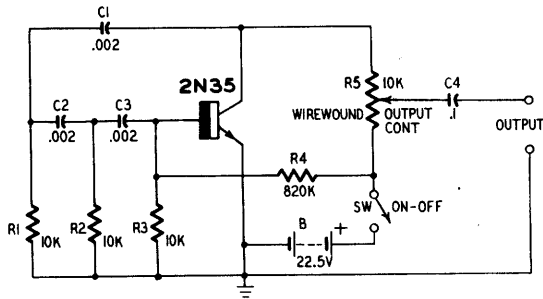 C1
.002
2N35
R5 10K
C4
C2
C3
WIREWOUND
OUTPUT
CONT
.1
OUTPUT
.002
.002
R4
820K
SW ON-OFF
R1
10K
R2
10K
R3
10K
B
+
22.5V